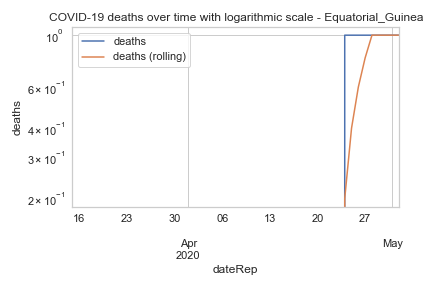 COVID-19 deaths over time with logarithmic scale - Equatorial_Guinea
deaths
deaths (rolling)
10⁰
6 × 10⁻¹
4 × 10⁻¹
3 × 10⁻¹
2 × 10⁻¹
deaths
16 23 30 06 13 20 27
Apr May
2020
dateRep